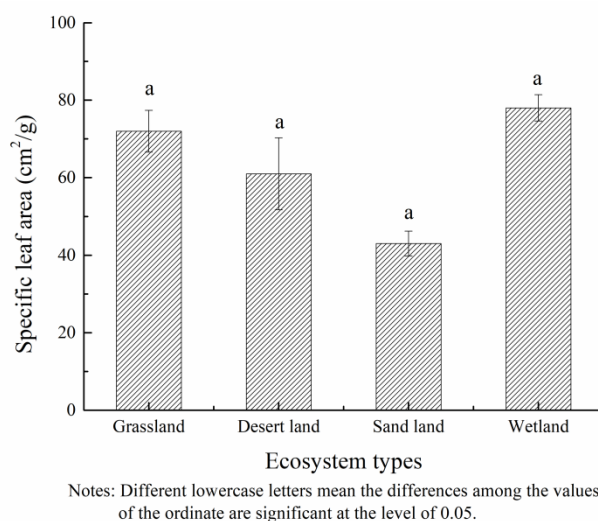 100
80
60
40
20
0
Specific leaf area (cm²/g)
a
a
a
a
Grassland Desert land Sand land Wetland
Ecosystem types
Notes: Different lowercase letters mean the differences among the values
of the ordinate are significant at the level of 0.05.